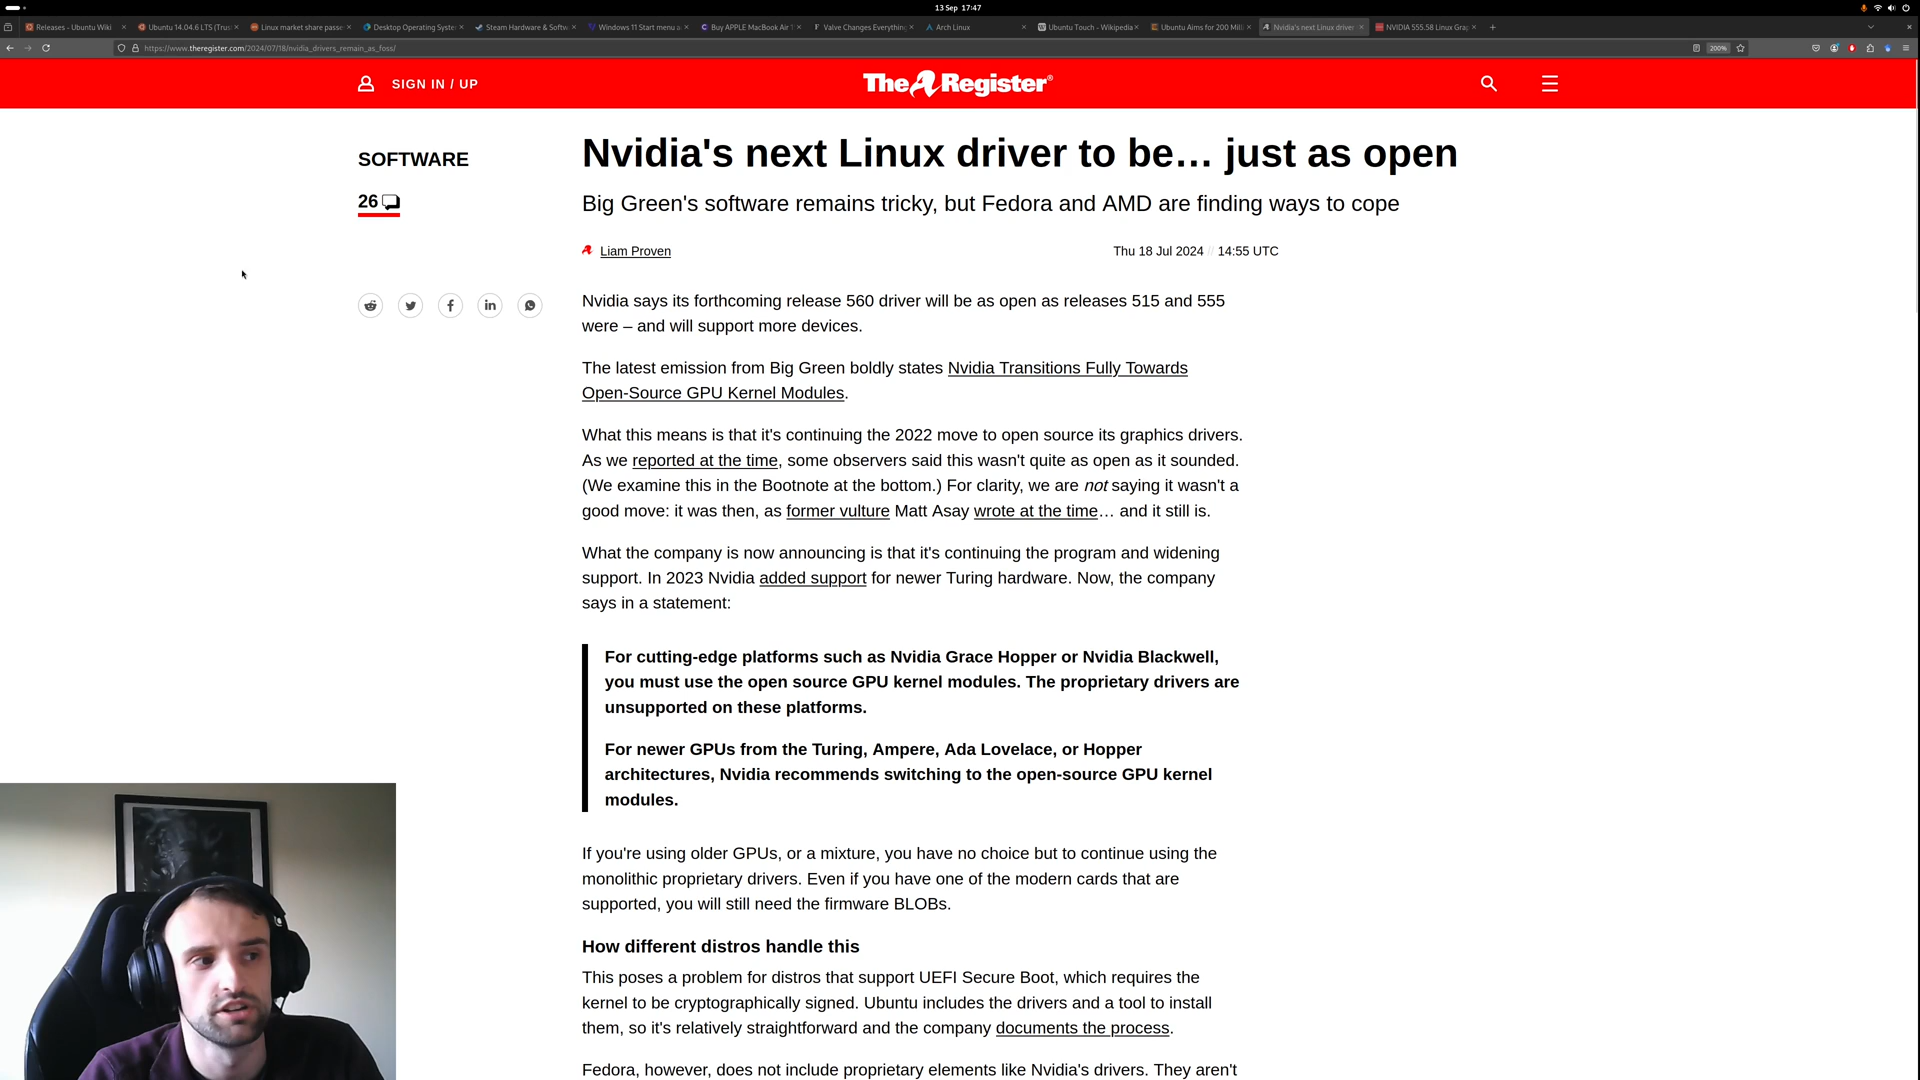 13 Sep 17:47
Releases - Ubuntu Wiki
Ubuntu 14.04.6 LTS (Trus
Linux market share passe
Desktop Operating Syste
Steam Hardware & Softw
Windows 11 Start menu a
Buy APPLE MacBook Air 1
Valve Changes Everything
Arch Linux
Ubuntu Touch - Wikipedia
Ubuntu Aims for 200 Mill
Nvidia's next Linux driver
NVIDIA 555.58 Linux Grap
https://www.theregister.com/2024/07/18/nvidia_drivers_remain_as_foss/
200%
SIGN IN / UP
The Register®
SOFTWARE
26
Nvidia's next Linux driver to be… just as open
Big Green's software remains tricky, but Fedora and AMD are finding ways to cope
Liam Proven
Thu 18 Jul 2024 // 14:55 UTC
Nvidia says its forthcoming release 560 driver will be as open as releases 515 and 555
were – and will support more devices.
The latest emission from Big Green boldly states Nvidia Transitions Fully Towards
Open-Source GPU Kernel Modules.
What this means is that it's continuing the 2022 move to open source its graphics drivers.
As we reported at the time, some observers said this wasn't quite as open as it sounded.
(We examine this in the Bootnote at the bottom.) For clarity, we are not saying it wasn't a
good move: it was then, as former vulture Matt Asay wrote at the time… and it still is.
What the company is now announcing is that it's continuing the program and widening
support. In 2023 Nvidia added support for newer Turing hardware. Now, the company
says in a statement:
For cutting-edge platforms such as Nvidia Grace Hopper or Nvidia Blackwell,
you must use the open source GPU kernel modules. The proprietary drivers are
unsupported on these platforms.
For newer GPUs from the Turing, Ampere, Ada Lovelace, or Hopper
architectures, Nvidia recommends switching to the open-source GPU kernel
modules.
If you're using older GPUs, or a mixture, you have no choice but to continue using the
monolithic proprietary drivers. Even if you have one of the modern cards that are
supported, you will still need the firmware BLOBs.
How different distros handle this
This poses a problem for distros that support UEFI Secure Boot, which requires the
kernel to be cryptographically signed. Ubuntu includes the drivers and a tool to install
them, so it's relatively straightforward and the company documents the process.
Fedora, however, does not include proprietary elements like Nvidia's drivers. They aren't